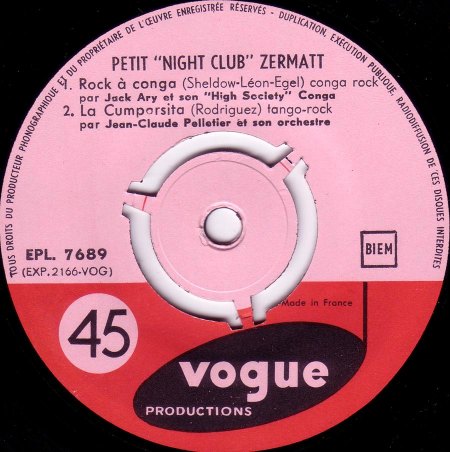 TOUS DROITS DU PRODUCTEUR PHONOGRAPHIQUE ET DU PROPRIÉTAIRE DE L'ŒUVRE ENREGISTRÉE RÉSERVÉS - DUPLICATION, EXÉCUTION PUBLIQUE, RADIODIFFUSION DE CES DISQUES INTERDITES
PETIT "NIGHT CLUB" ZERMATT
1. Rock à conga (Sheldow-Léon-Egel) conga rock
par Jack Ary et son "High Society" Conga
2. La Cumparsita (Rodriguez) tango-rock
par Jean-Claude Pelletier et son orchestre
EPL. 7689
(EXP. 2166-VOG)
BIEM
Made in France
45
vogue
PRODUCTIONS